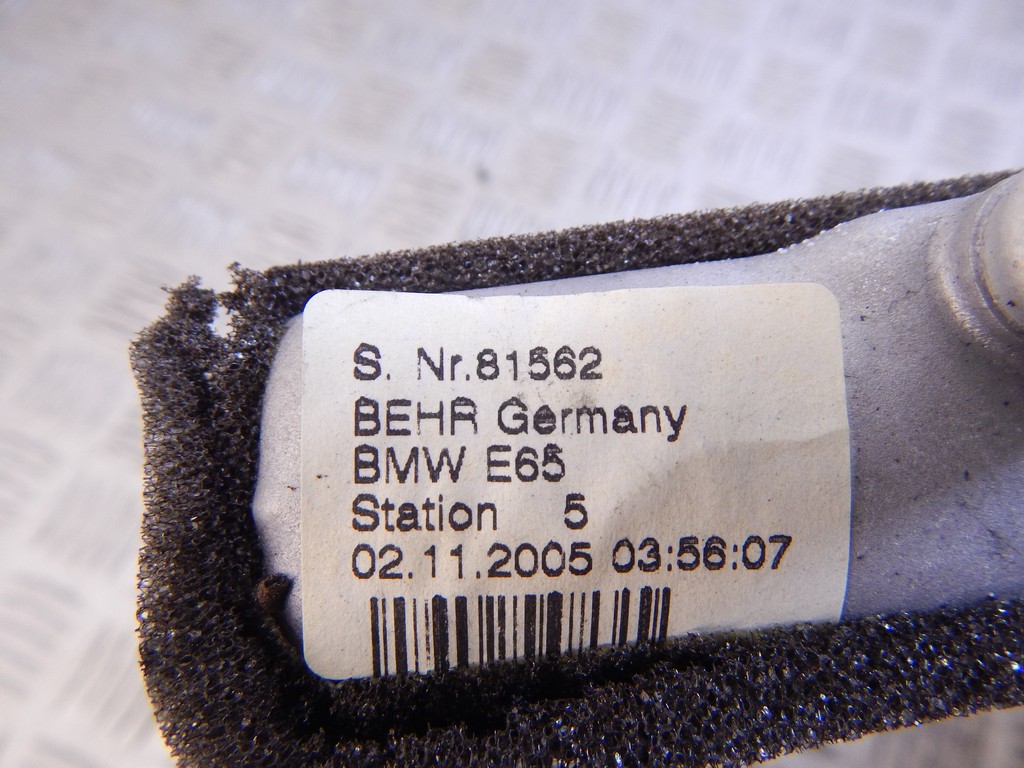 S. Nr.81562
BEHR Germany
BMW E65
Station 5
02.11.2005 03:56:07